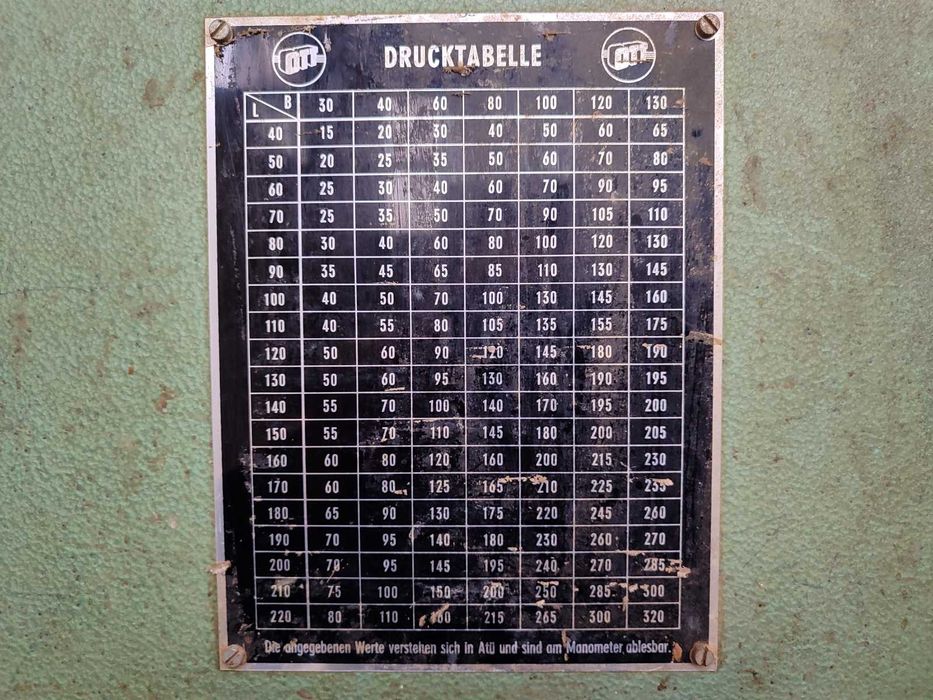 OTT DRUCKTABELLE OTT
L B 30 40 60 80 100 120 130
40 15 20 30 40 50 60 65
50 20 25 35 50 60 70 80
60 25 30 40 60 70 90 95
70 25 35 50 70 90 105 110
80 30 40 60 80 100 120 130
90 35 45 65 85 110 130 145
100 40 50 70 100 130 145 160
110 40 55 80 105 135 155 175
120 50 60 90 120 145 180 190
130 50 60 95 130 160 190 195
140 55 70 100 140 170 195 200
150 55 70 110 145 180 200 205
160 60 80 120 160 200 215 230
170 60 80 125 165 210 225 235
180 65 90 130 175 220 245 260
190 70 95 140 180 230 260 270
200 70 95 145 195 240 270 285
210 75 100 150 200 250 285 300
220 80 110 160 215 265 300 320
Die angegebenen Werte verstehen sich in Atü und sind am Manometer ablesbar.